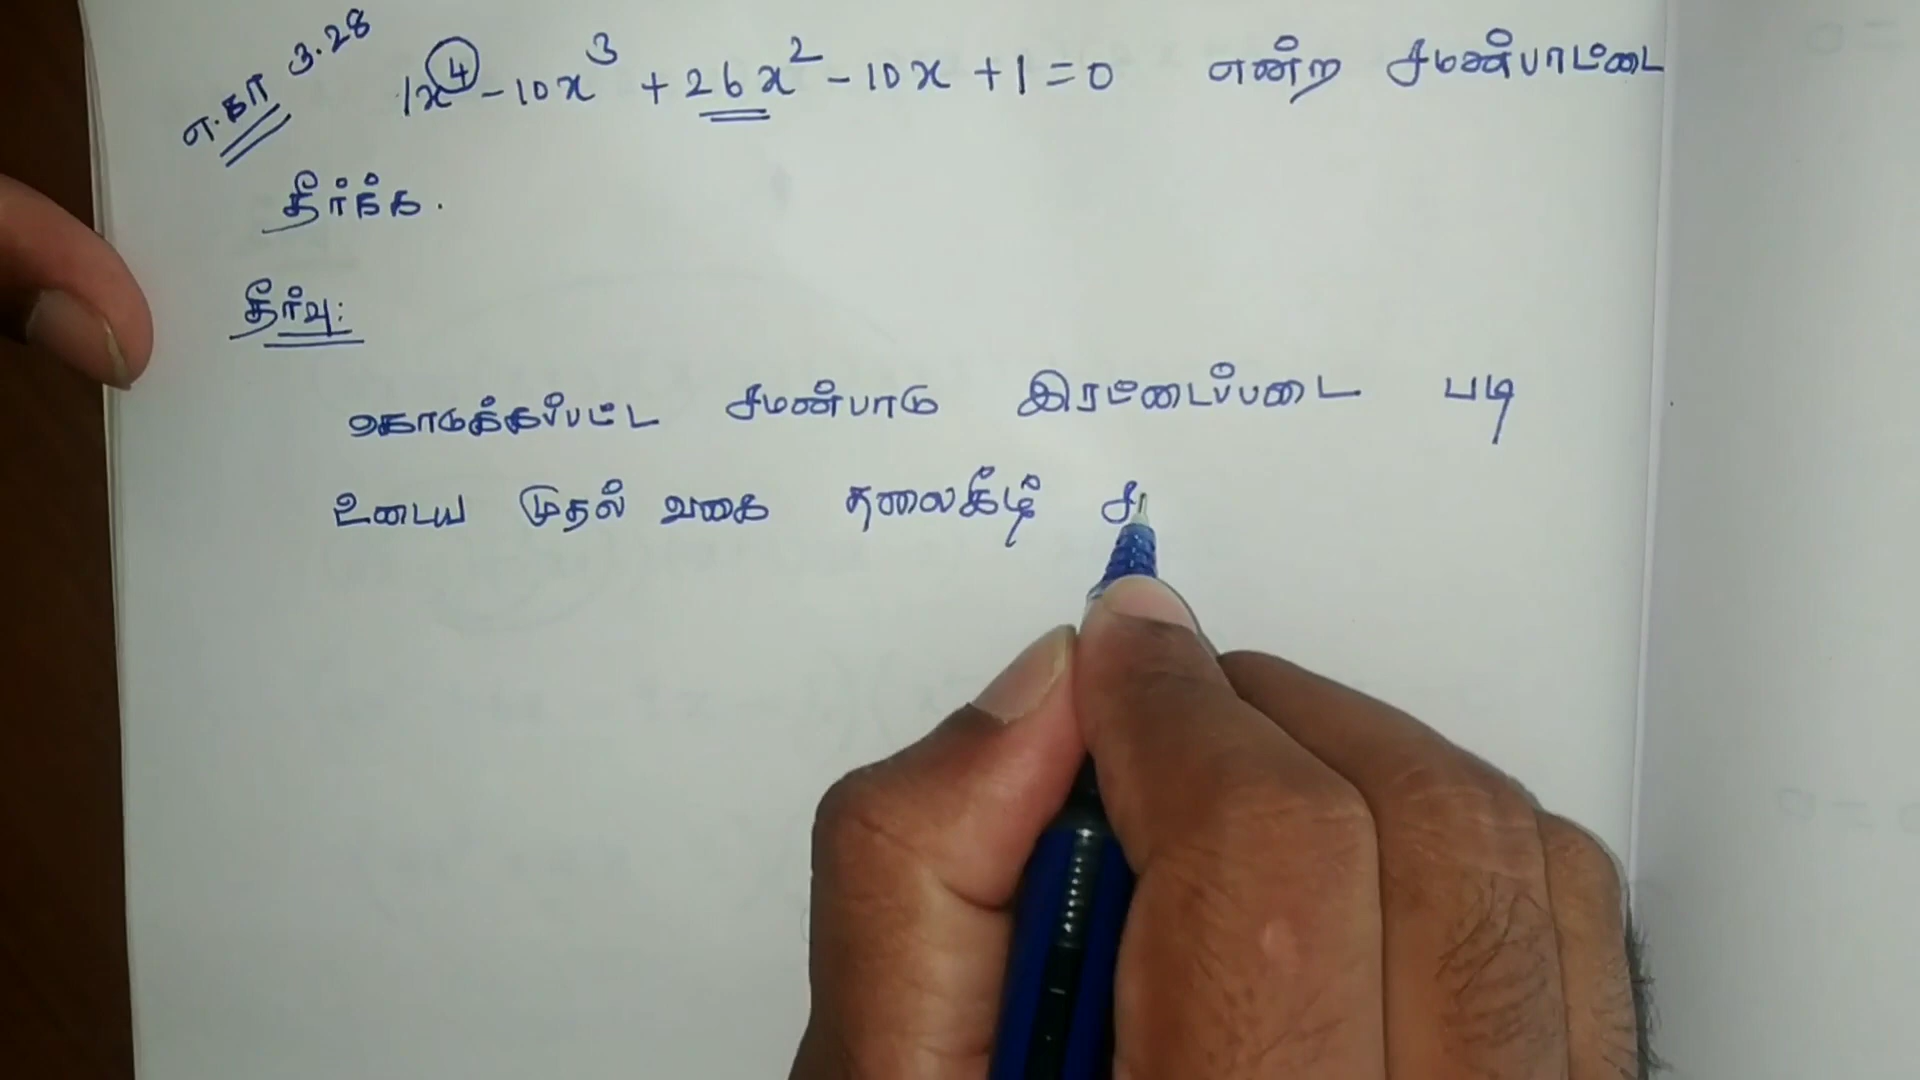 எ.கா 3.28
1x⁴ - 10x³ + 26x² - 10x + 1 = 0 என்ற சமன்பாட்டை
தீர்க்க.
தீர்வு:
கொடுக்கப்பட்ட சமன்பாடு இரட்டைப்படை படி
உடைய முதல் வகை தலைகீழ் ச